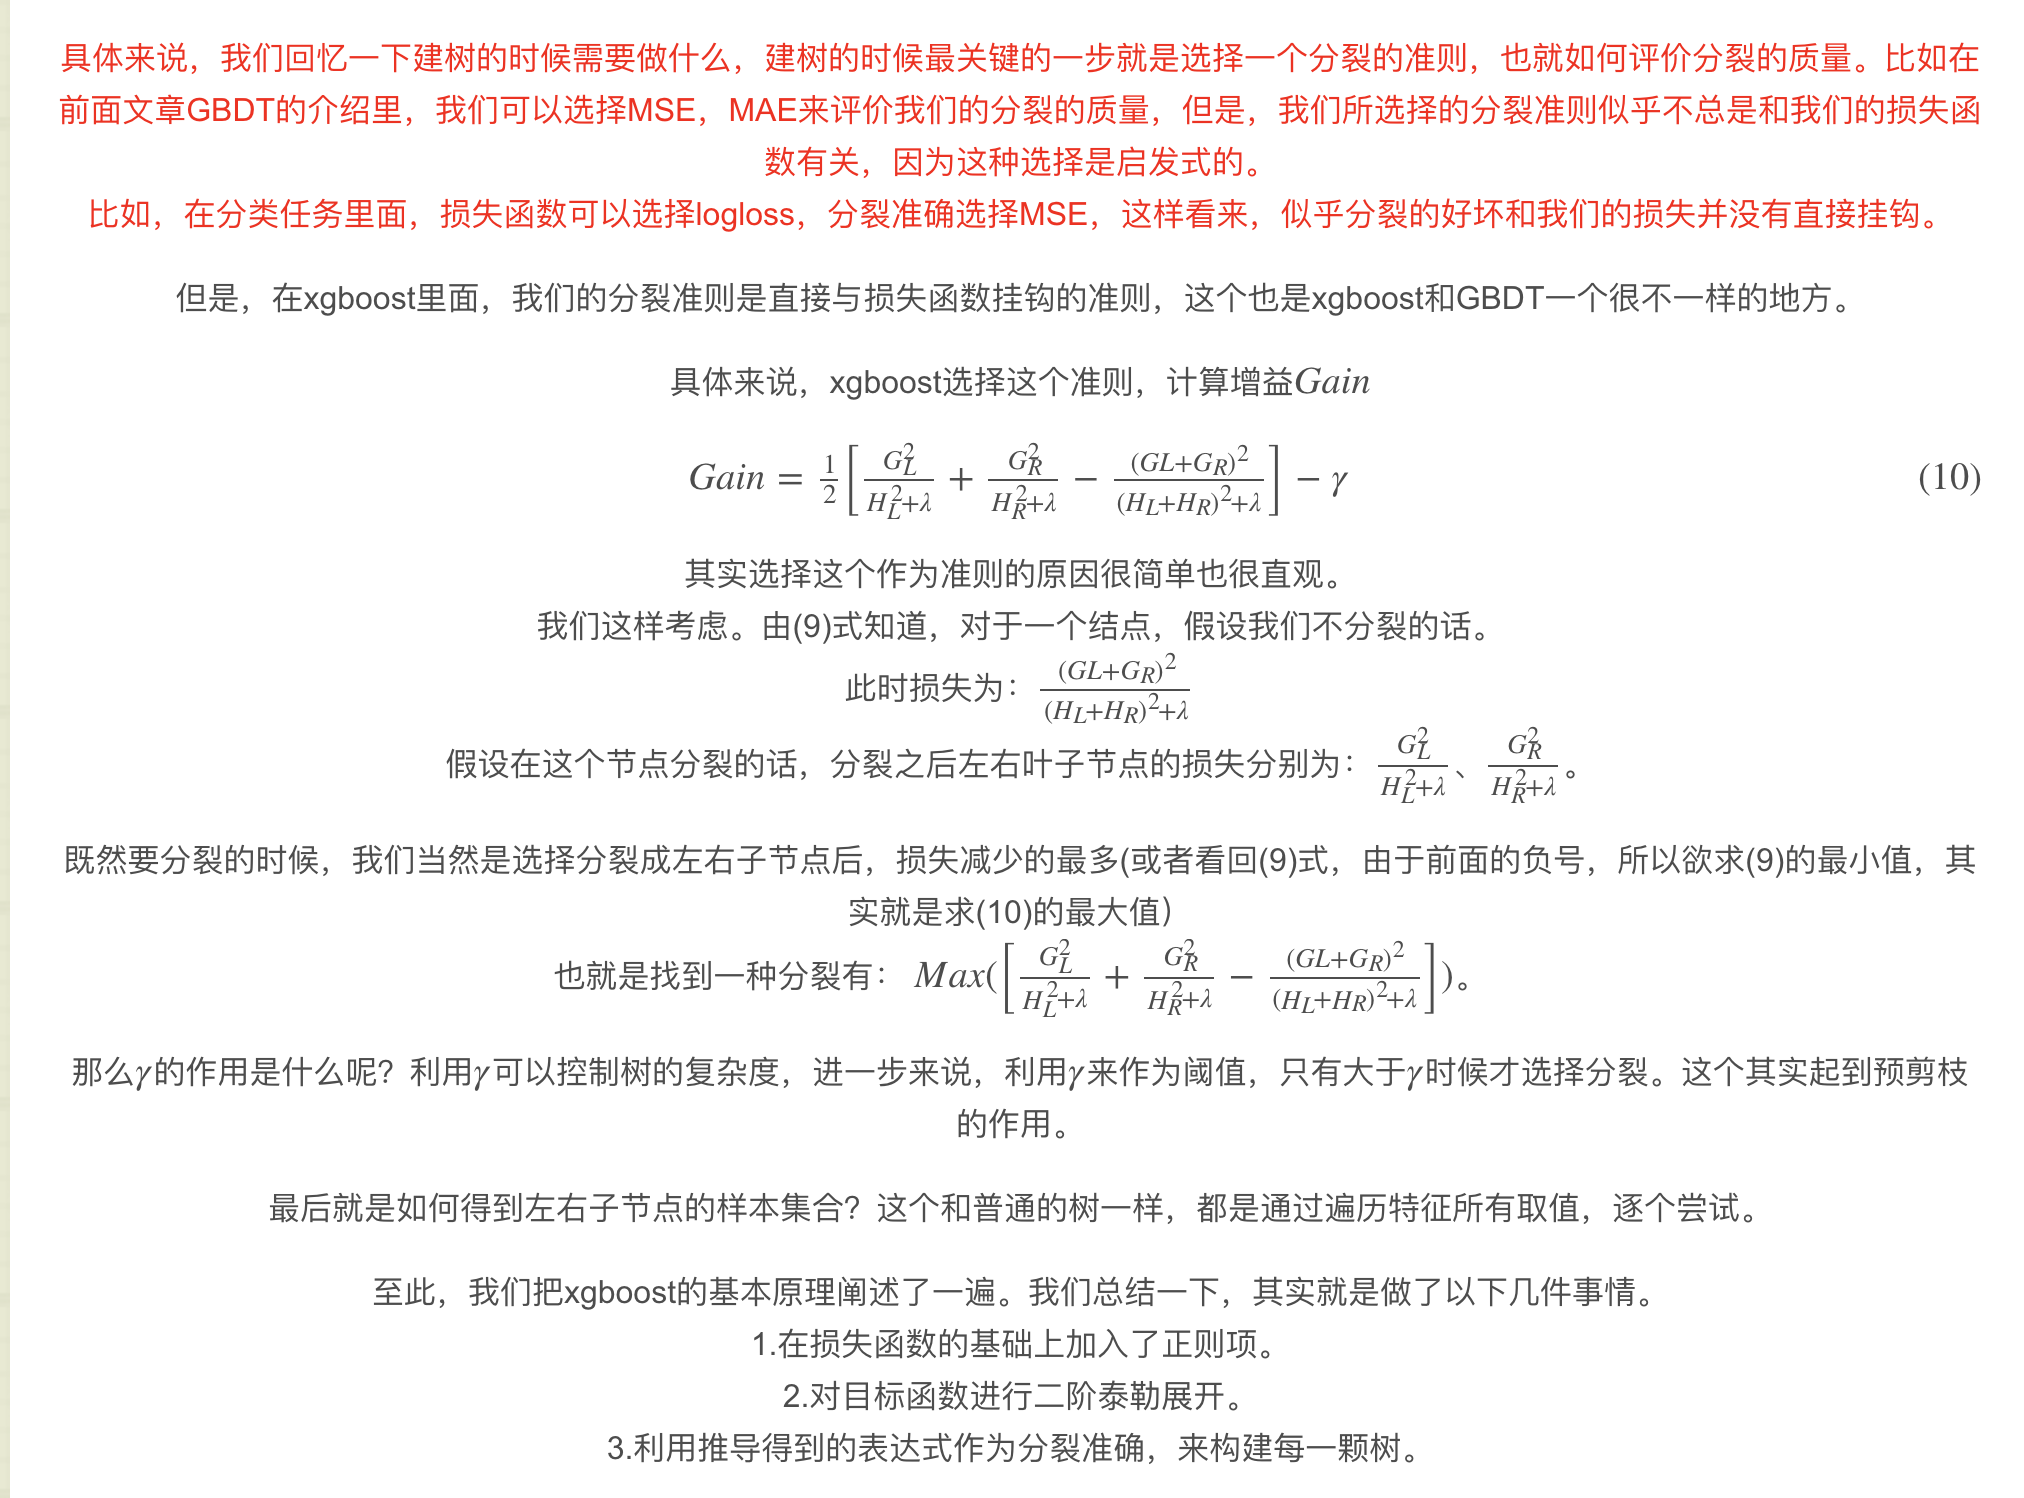 具体来说，我们回忆一下建树的时候需要做什么，建树的时候最关键的一步就是选择一个分裂的准则，也就如何评价分裂的质量。比如在
前面文章GBDT的介绍里，我们可以选择MSE，MAE来评价我们的分裂的质量，但是，我们所选择的分裂准则似乎不总是和我们的损失函
数有关，因为这种选择是启发式的。
比如，在分类任务里面，损失函数可以选择logloss，分裂准确选择MSE，这样看来，似乎分裂的好坏和我们的损失并没有直接挂钩。
但是，在xgboost里面，我们的分裂准则是直接与损失函数挂钩的准则，这个也是xgboost和GBDT一个很不一样的地方。
具体来说，xgboost选择这个准则，计算增益Gain
Gain = \frac{1}{2} \left[ \frac{G_L^2}{H_L^2+λ} + \frac{G_R^2}{H_R^2+λ} − \frac{(GL+G_R)^2}{(H_L+H_R)^2+λ} \right] − γ (10)
其实选择这个作为准则的原因很简单也很直观。
我们这样考虑。由(9)式知道，对于一个结点，假设我们不分裂的话。
此时损失为：\frac{(GL+G_R)^2}{(H_L+H_R)^2+λ}
假设在这个节点分裂的话，分裂之后左右叶子节点的损失分别为：\frac{G_L^2}{H_L^2+λ}、\frac{G_R^2}{H_R^2+λ}。
既然要分裂的时候，我们当然是选择分裂成左右子节点后，损失减少的最多(或者看回(9)式，由于前面的负号，所以欲求(9)的最小值，其
实就是求(10)的最大值）
也就是找到一种分裂有： Max(\left[ \frac{G_L^2}{H_L^2+λ} + \frac{G_R^2}{H_R^2+λ} − \frac{(GL+G_R)^2}{(H_L+H_R)^2+λ} \right])。
那么γ的作用是什么呢？利用γ可以控制树的复杂度，进一步来说，利用γ来作为阈值，只有大于γ时候才选择分裂。这个其实起到预剪枝
的作用。
最后就是如何得到左右子节点的样本集合？这个和普通的树一样，都是通过遍历特征所有取值，逐个尝试。
至此，我们把xgboost的基本原理阐述了一遍。我们总结一下，其实就是做了以下几件事情。
1.在损失函数的基础上加入了正则项。
2.对目标函数进行二阶泰勒展开。
3.利用推导得到的表达式作为分裂准确，来构建每一颗树。